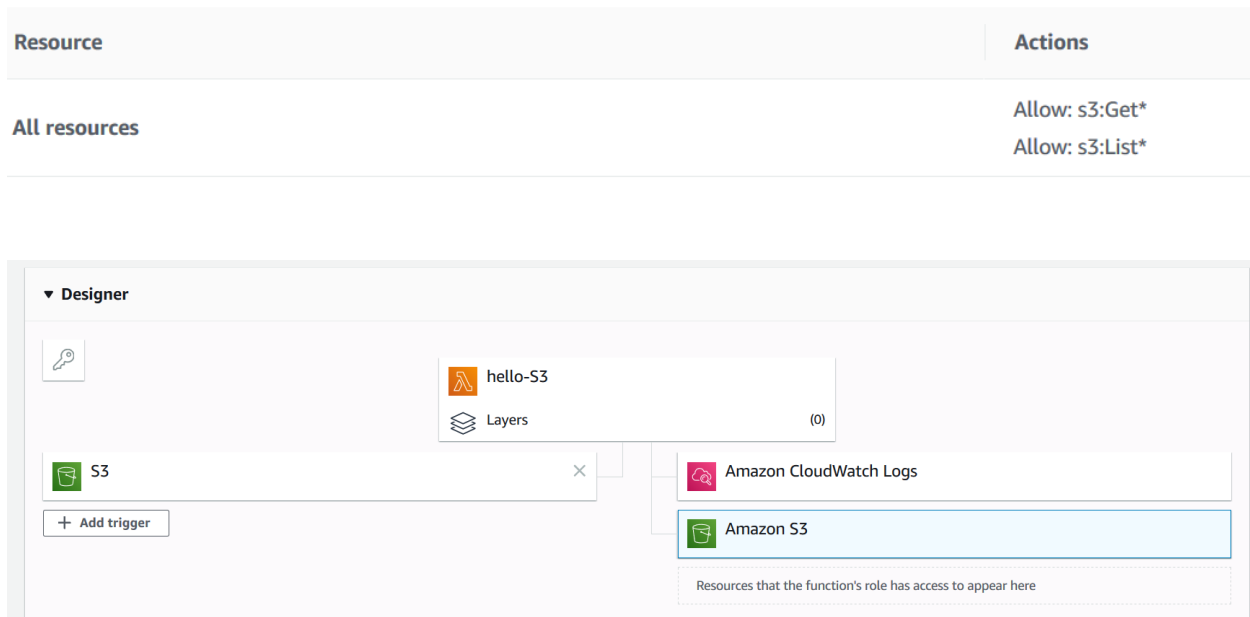 Resource Actions
All resources
Allow: s3:Get*
Allow: s3:List*
Designer
hello-S3
Layers (0)
S3
Add trigger
Amazon CloudWatch Logs
Amazon S3
Resources that the function's role has access to appear here